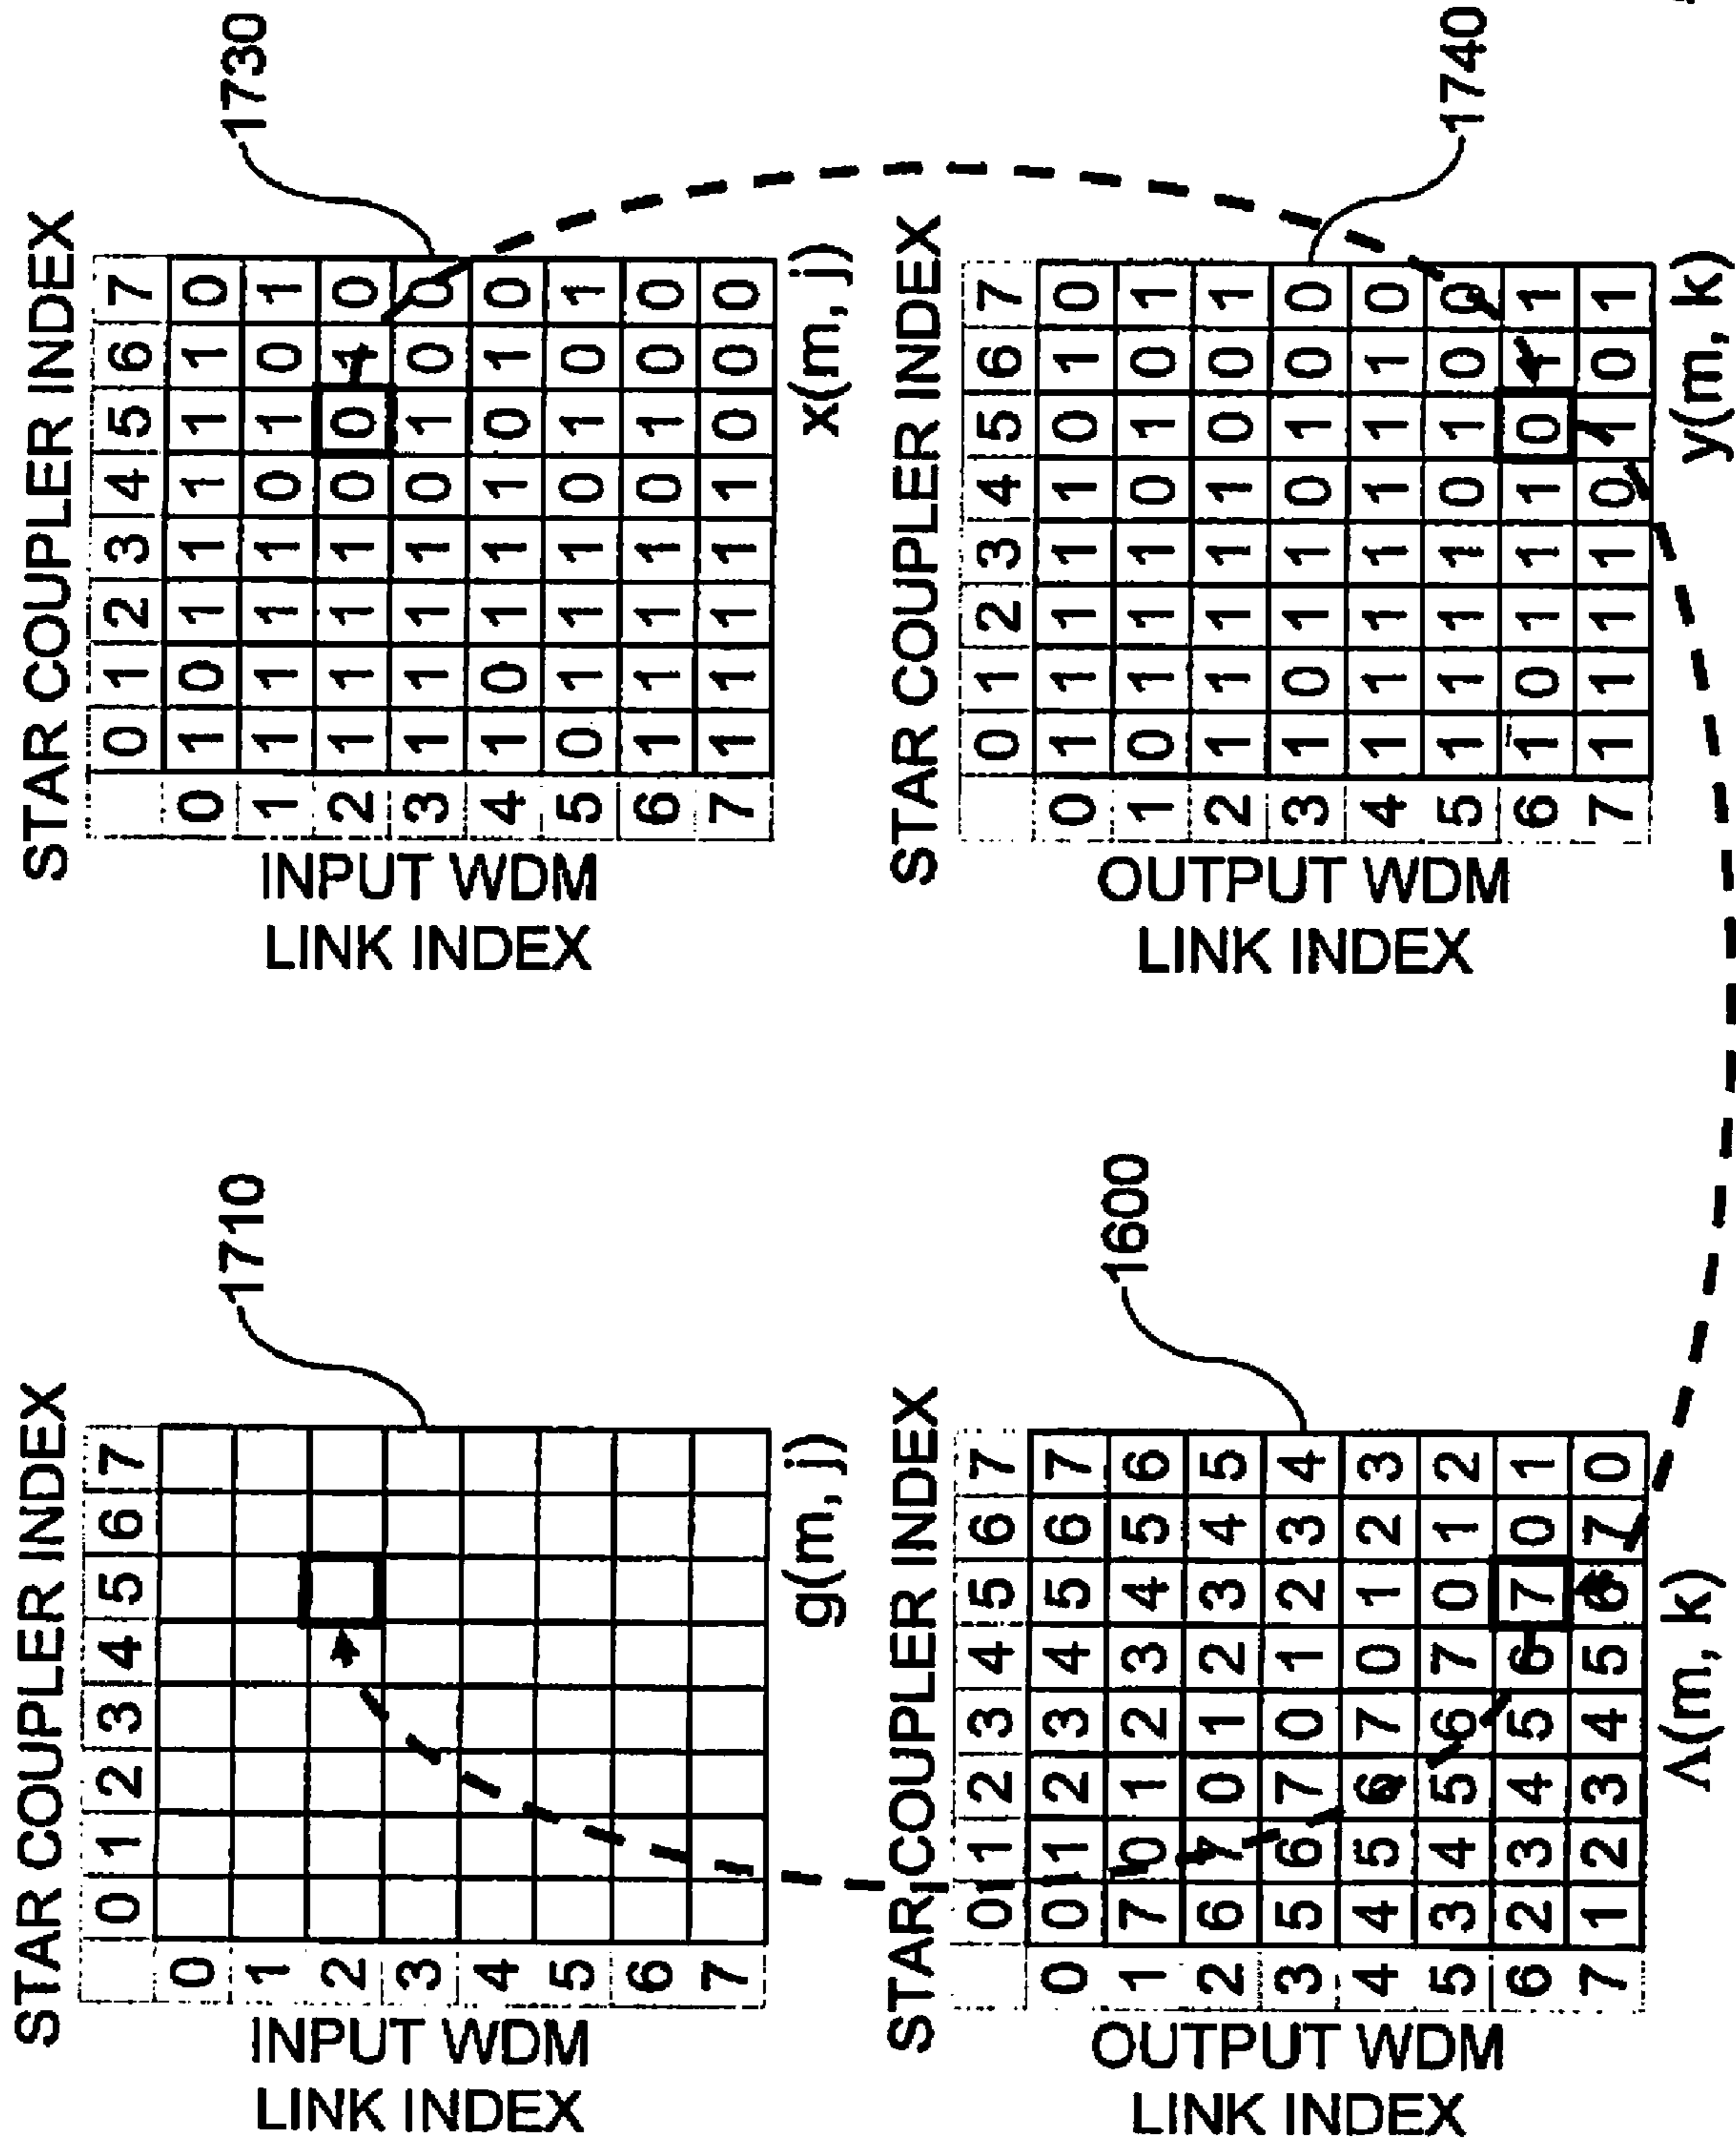 STAR COUPLER INDEX
0 1 2 3 4 5 6 7
0
1
2
3
4
5
6
7
INPUT WDM
LINK INDEX
g(m, j)
1710
STAR COUPLER INDEX
0 1 2 3 4 5 6 7
0 1 0 1 1 1 1 1 0
1 1 1 1 1 0 1 0 1
2 1 1 1 1 0 0 1 0
3 1 1 1 1 0 1 0 0
4 1 0 1 1 1 0 1 0
5 0 1 1 1 0 1 0 1
6 1 1 1 1 0 1 0 0
7 1 1 1 1 1 0 0 0
INPUT WDM
LINK INDEX
x(m, j)
1730
STAR COUPLER INDEX
0 1 2 3 4 5 6 7
0 0 1 2 3 4 5 6 7
1 7 0 1 2 3 4 5 6
2 6 7 0 1 2 3 4 5
3 5 6 7 0 1 2 3 4
4 4 5 6 7 0 1 2 3
5 3 4 5 6 7 0 1 2
6 2 3 4 5 6 7 0 1
7 1 2 3 4 5 6 7 0
OUTPUT WDM
LINK INDEX
Λ(m, k)
1600
STAR COUPLER INDEX
0 1 2 3 4 5 6 7
0 1 1 1 1 1 0 1 0
1 0 1 1 1 0 1 0 1
2 1 1 1 1 1 0 0 1
3 1 0 1 1 0 1 0 0
4 1 1 1 1 1 1 1 0
5 1 1 1 1 0 1 0 0
6 1 0 1 1 1 0 1 1
7 1 1 1 1 0 1 0 1
OUTPUT WDM
LINK INDEX
y(m, k)
1740